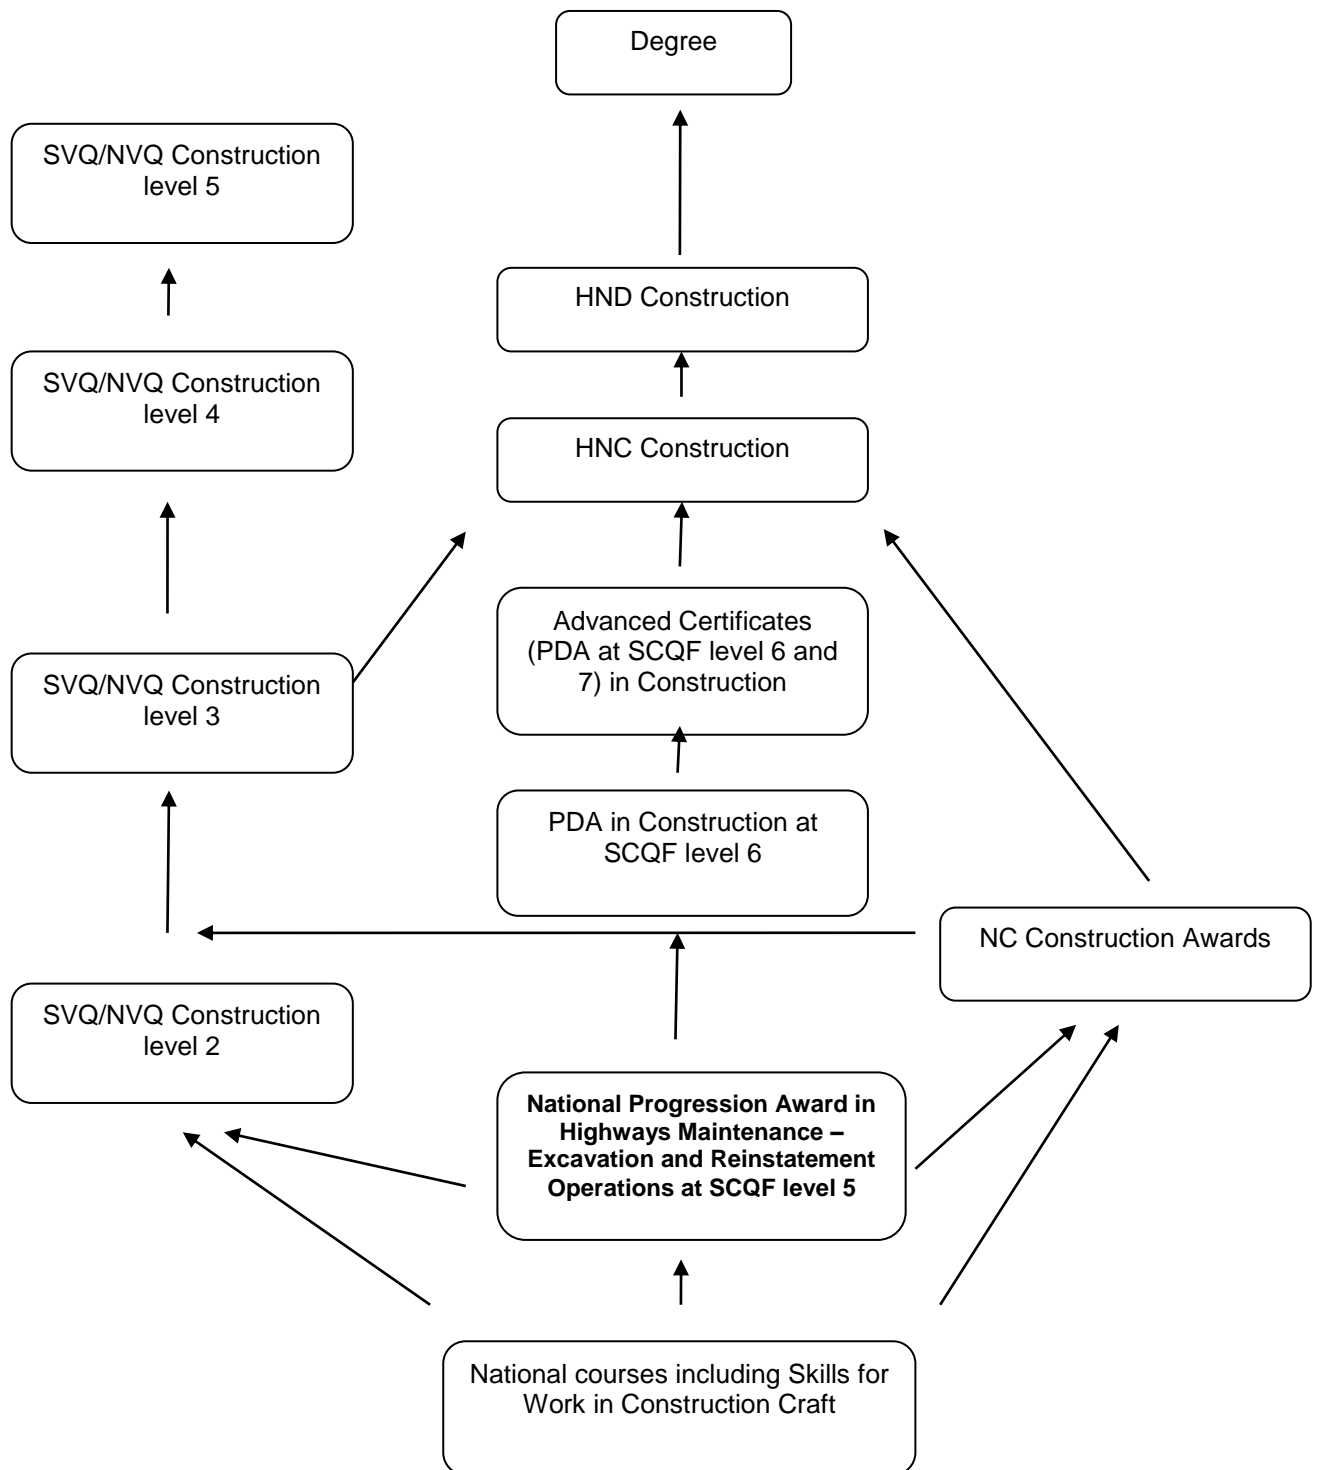 Degree
SVQ/NVQ Construction
level 5
HND Construction
SVQ/NVQ Construction
level 4
HNC Construction
Advanced Certificates
(PDA at SCQF level 6 and
7) in Construction
SVQ/NVQ Construction
level 3
PDA in Construction at
SCQF level 6
NC Construction Awards
SVQ/NVQ Construction
level 2
National Progression Award in
Highways Maintenance –
Excavation and Reinstatement
Operations at SCQF level 5
National courses including Skills for
Work in Construction Craft